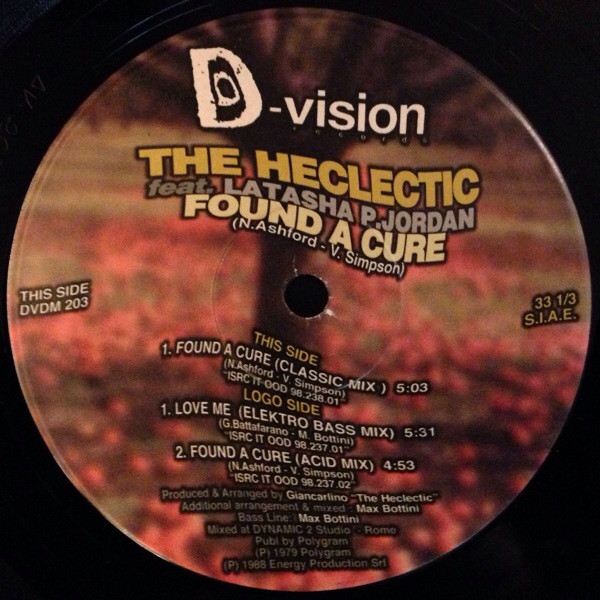 D-vision
records
THE HECLECTIC
feat. LATASHA P.JORDAN
FOUND A CURE
(N.Ashford - V. Simpson)
THIS SIDE
DVDM 203
33 1/3
S.I.A.E.
THIS SIDE
1. FOUND A CURE (CLASSIC MIX ) 5:03
(N.Ashford - V. Simpson)
"ISRC IT OOD 98.238.01"
LOGO SIDE
1. LOVE ME (ELEKTRO BASS MIX) 5:31
(G.Battafarano - M. Bottini)
"ISRC IT OOD 98.237.01"
2. FOUND A CURE (ACID MIX) 4:53
(N.Ashford - V. Simpson)
"ISRC IT OOD 98.237.02"
Produced & Arranged by Giancarlino "The Heclectic"
Additional arrangement & mixed : Max Bottini
Bass Line: Max Bottini
Mixed at DYNAMIC 2 Studio - Rome
Publ by Polygram
(P) 1979 Polygram
(P) 1988 Energy Production Srl